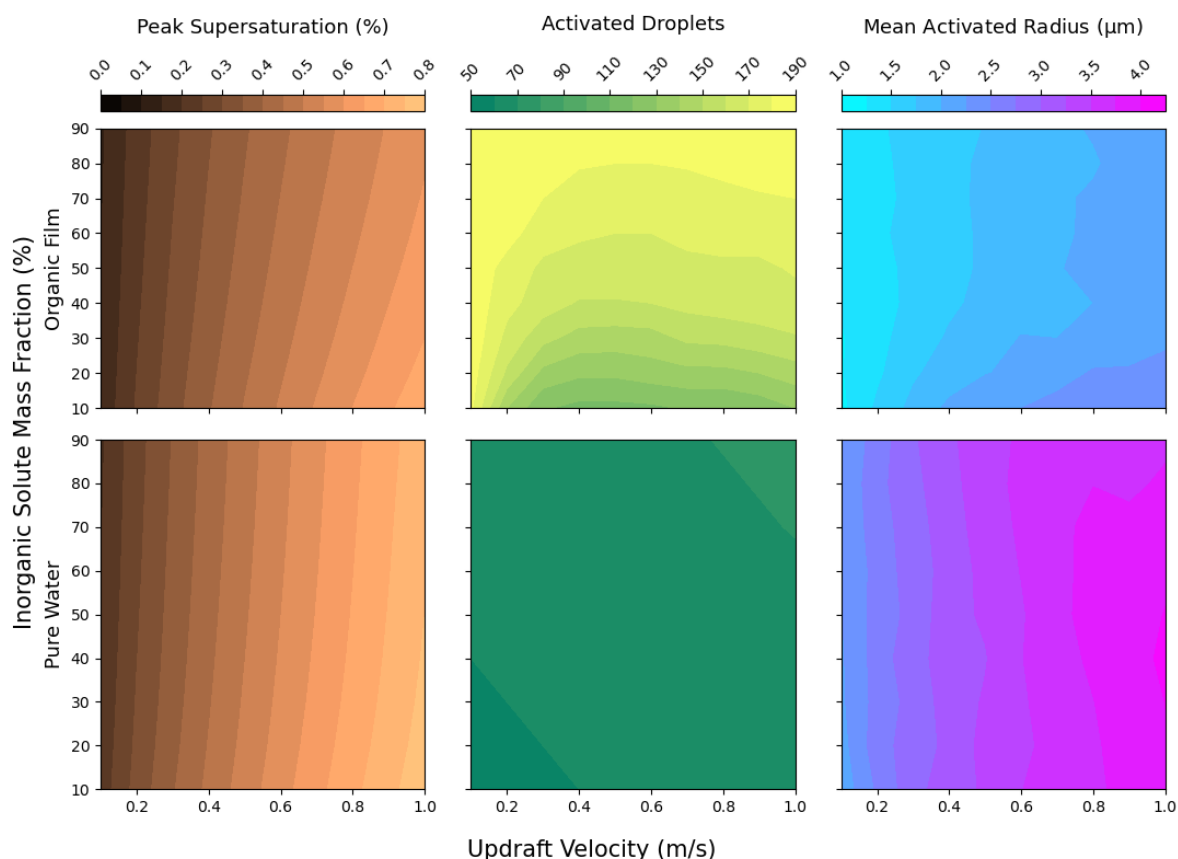 Peak Supersaturation (%)
Activated Droplets
Mean Activated Radius (µm)
0.0 0.1 0.2 0.3 0.4 0.5 0.6 0.7 0.8
50 70 90 110 130 150 170 190
1.0 1.5 2.0 2.5 3.0 3.5 4.0
Inorganic Solute Mass Fraction (%)
Organic Film
90
80
70
60
50
40
30
20
10
Pure Water
90
80
70
60
50
40
30
20
10
0.2 0.4 0.6 0.8 1.0
0.2 0.4 0.6 0.8 1.0
0.2 0.4 0.6 0.8 1.0
Updraft Velocity (m/s)